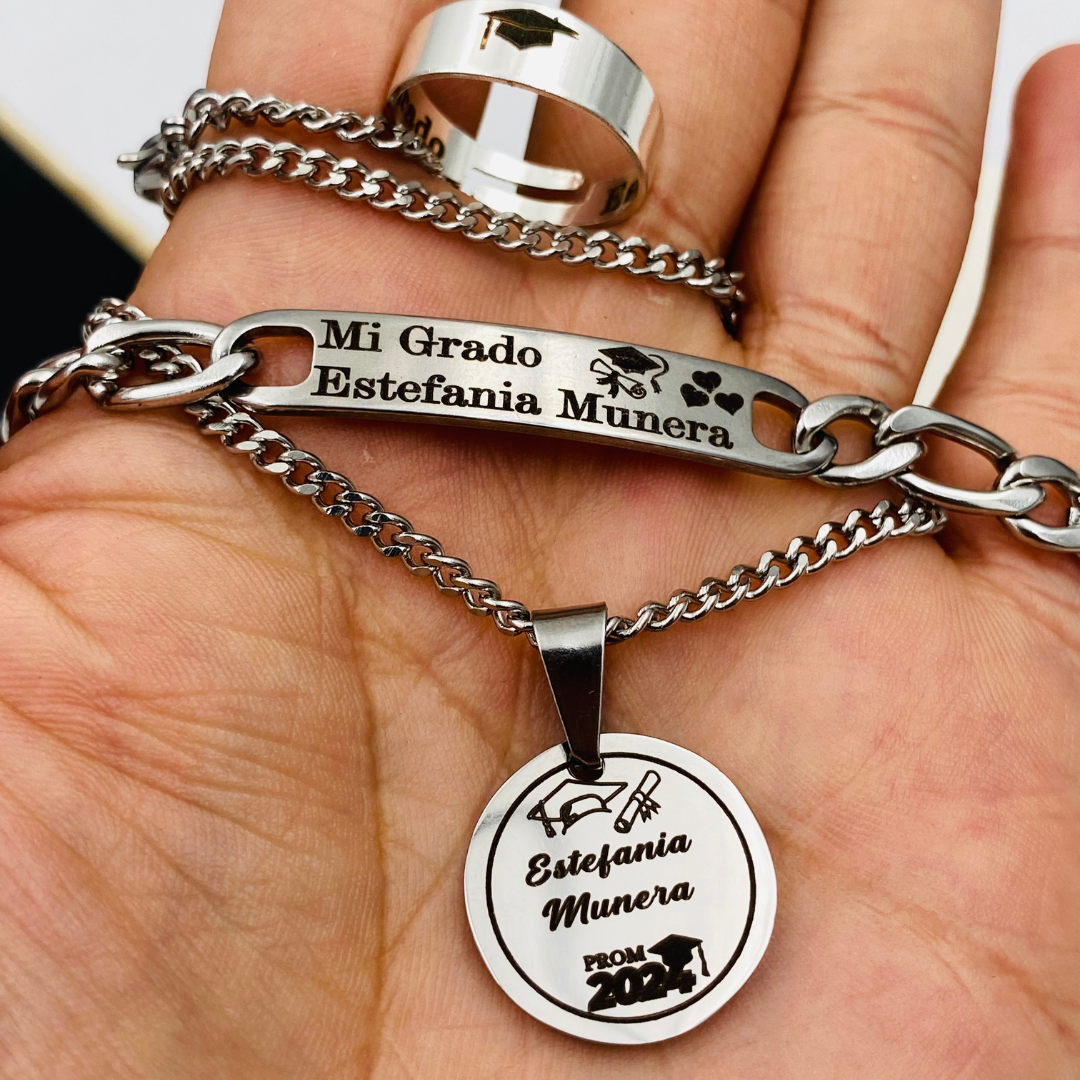 Mi Grado
Estefania Munera
Estefania
Munera
PROM
2024